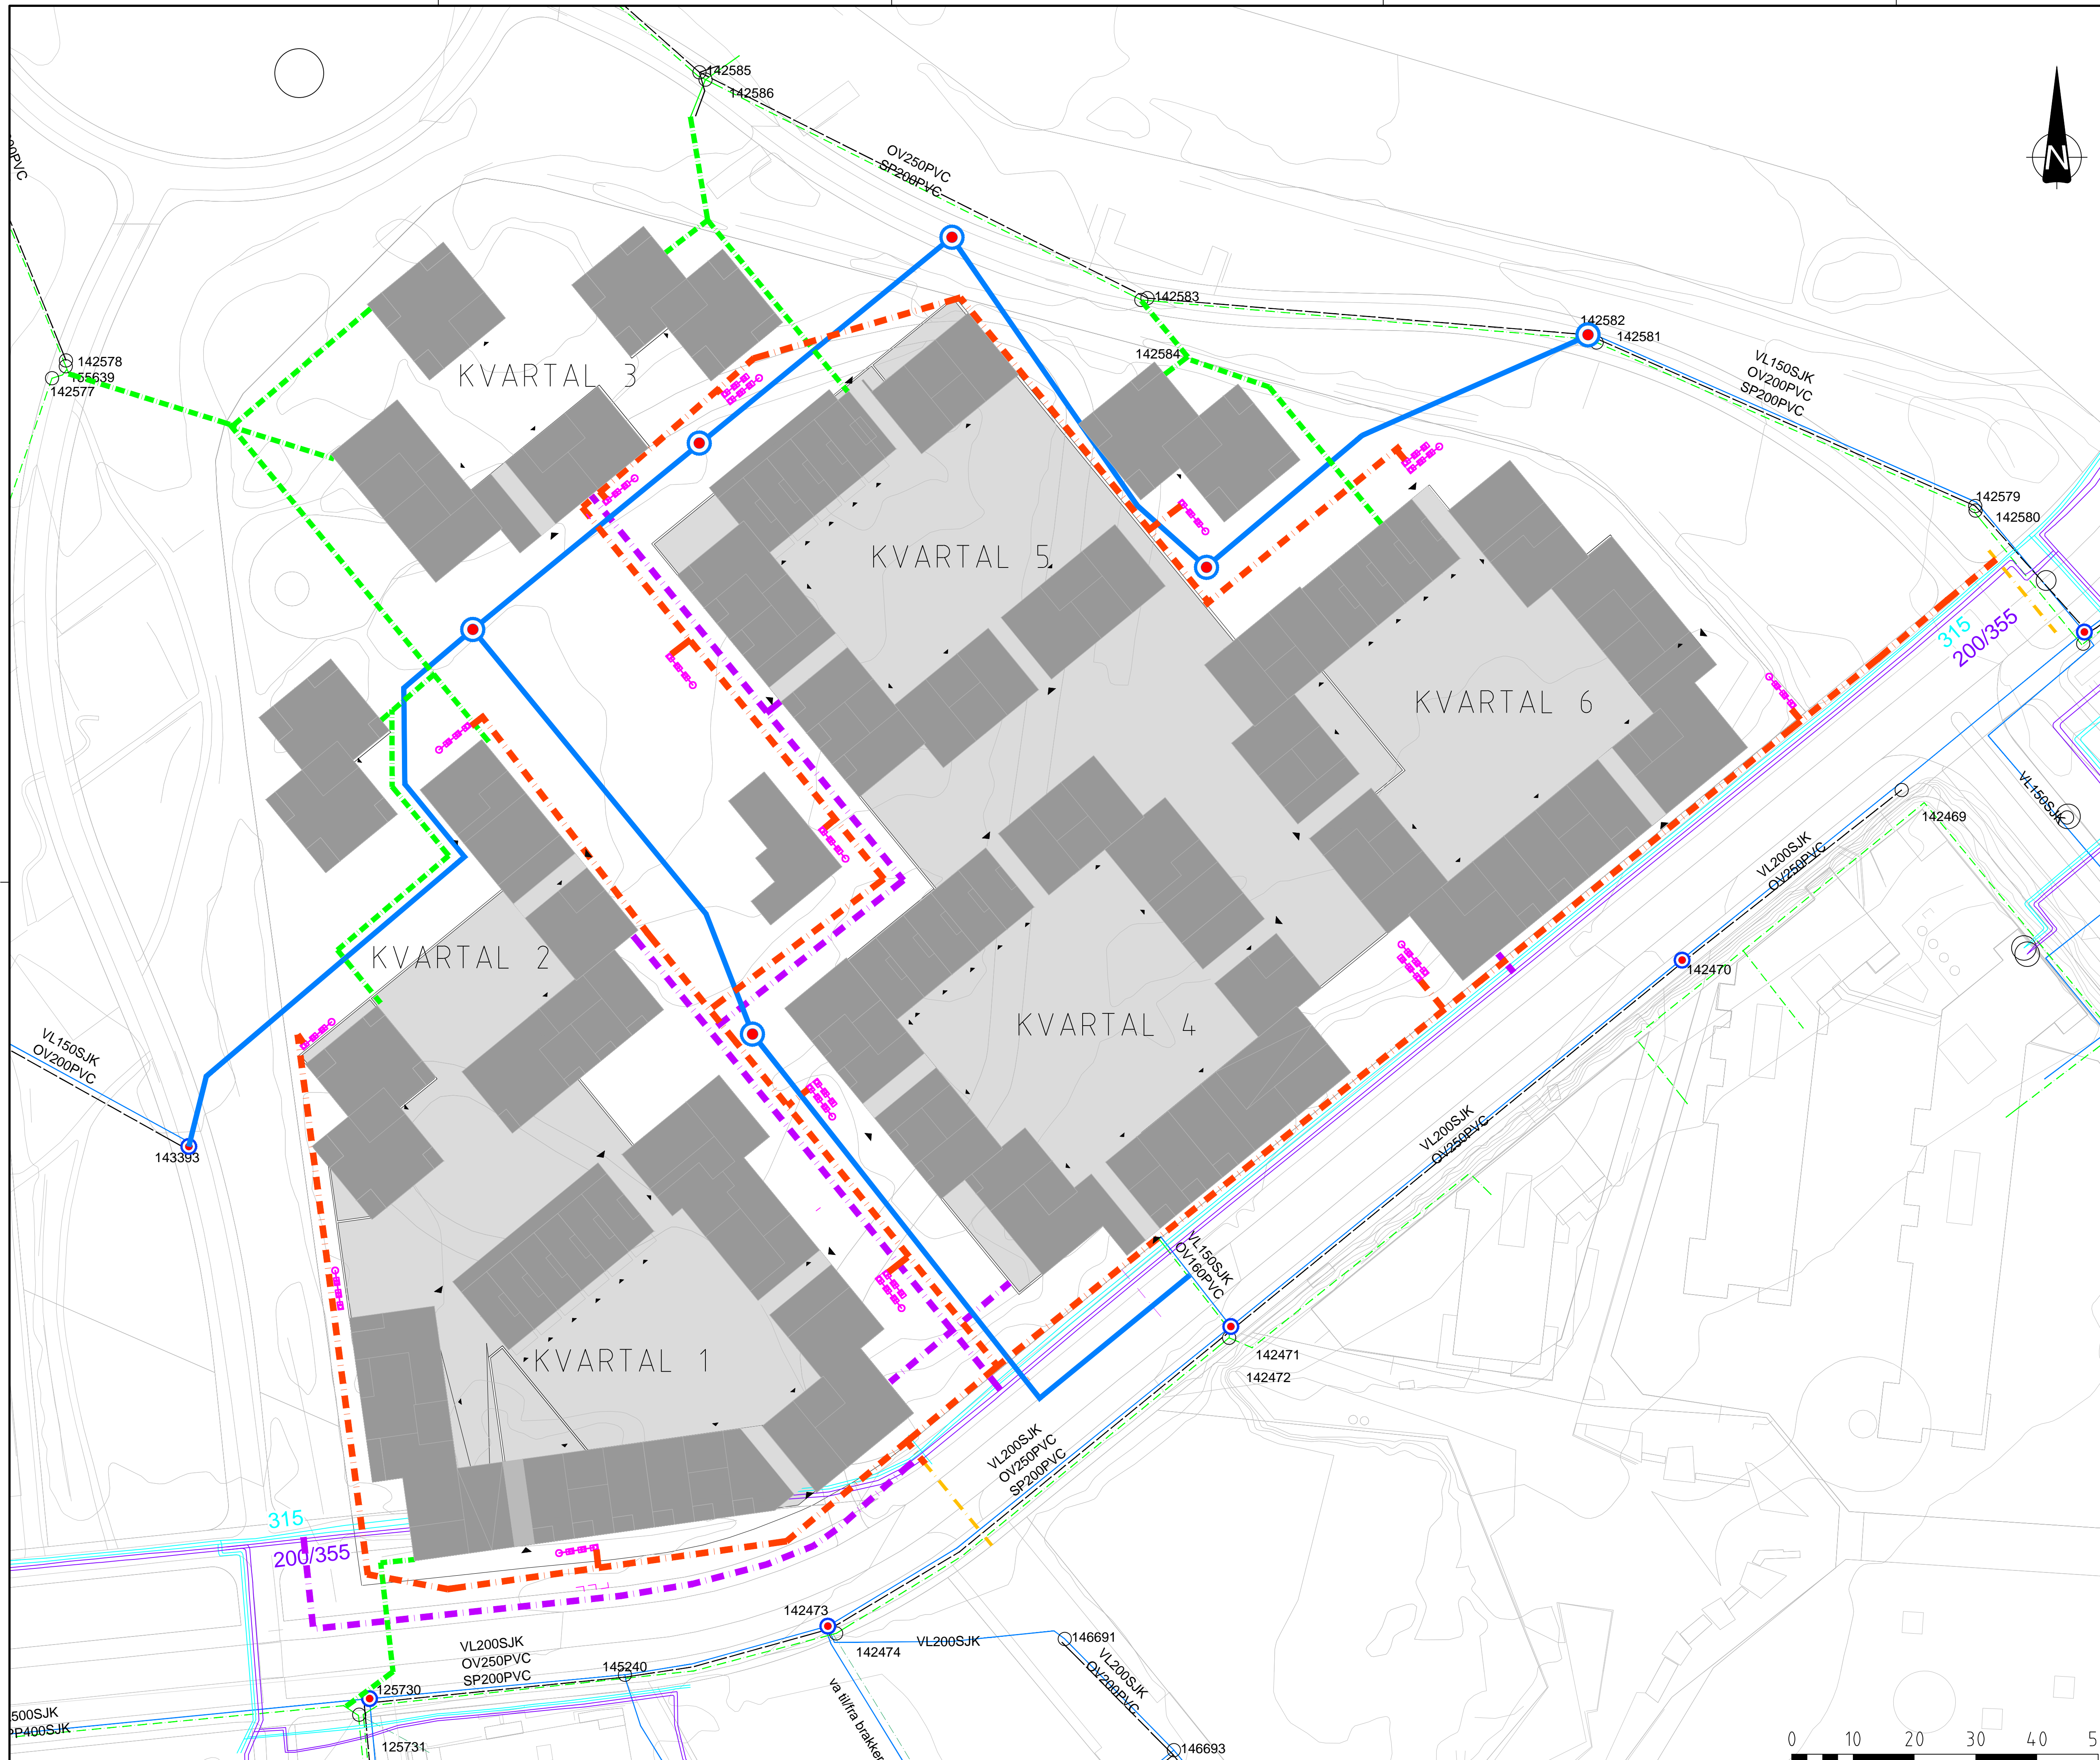 142585
142586
OV250PVC
SP200PVC
N
142583
142582
142581
142584
VL150SJK
OV200PVC
SP200PVC
142578
142577
KVARTAL 3
142579
142580
KVARTAL 5
KVARTAL 6
315
200/355
VL150SJK
142469
VL200SJK
OV250PVC
KVARTAL 2
142470
KVARTAL 4
VL150SJK
OV200PVC
143393
VL200SJK
OV250PVC
VL150SJK
OV160PVC
142471
142472
KVARTAL 1
VL200SJK
OV250PVC
SP200PVC
315
200/355
142473
142474
VL200SJK
146691
VL200SJK
OV200PVC
VL200SJK
OV250PVC
SP200PVC
145240
125730
va til/fra brakker
125731
146693
0 10 20 30 40